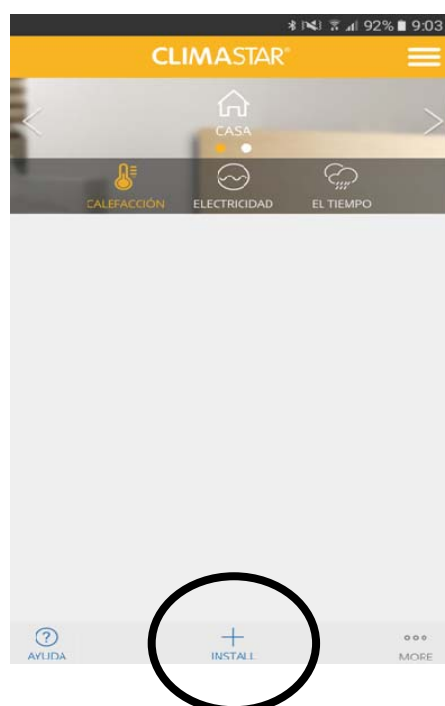 92% 9:03
CLIMASTAR®
CASA
CALEFACCIÓN ELECTRICIDAD EL TIEMPO
AYUDA INSTALL MORE